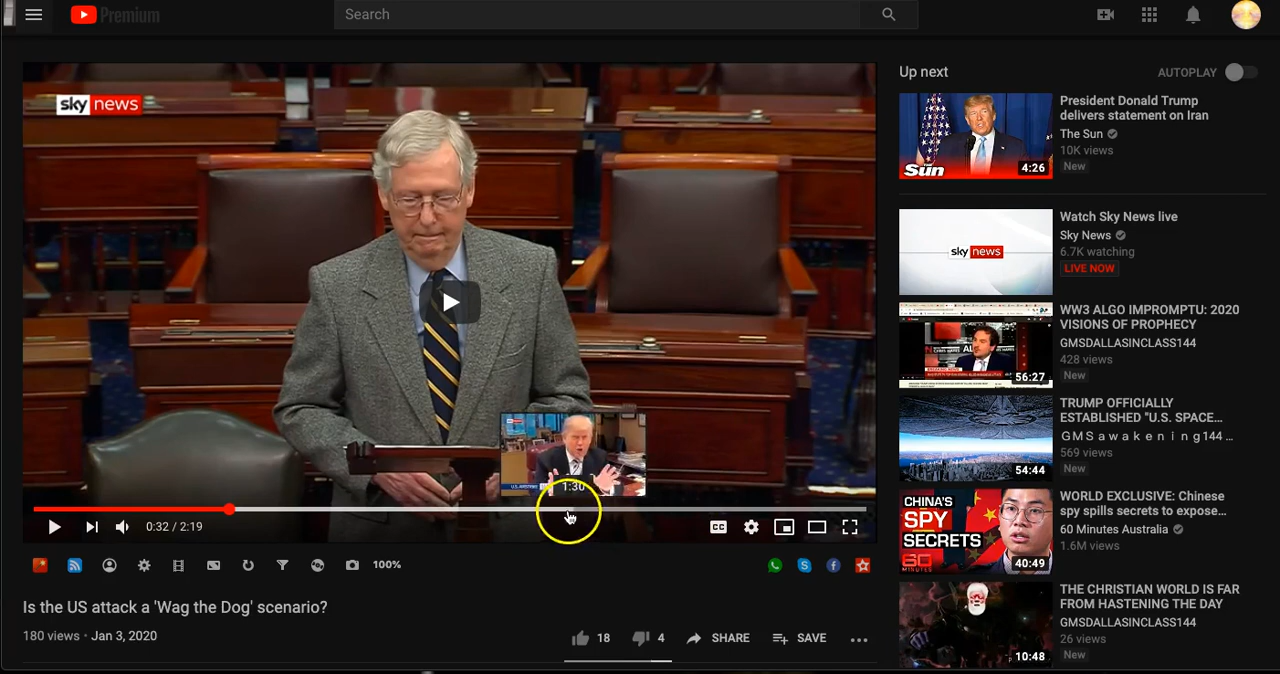 Premium
Search
sky news
1:30
0:32 / 2:19
CC
100%
Is the US attack a 'Wag the Dog' scenario?
180 views · Jan 3, 2020
18
4
SHARE
SAVE
Up next
AUTOPLAY
The Sun
4:26
President Donald Trump
delivers statement on Iran
The Sun
10K views
New
sky news
Watch Sky News live
Sky News
6.7K watching
LIVE NOW
56:27
WW3 ALGO IMPROMPTU: 2020
VISIONS OF PROPHECY
GMSDALLASINCLASS144
428 views
New
54:44
TRUMP OFFICIALLY
ESTABLISHED "U.S. SPACE...
GMSawakening144 ...
569 views
New
CHINA'S
SPY
SECRETS
60
40:49
WORLD EXCLUSIVE: Chinese
spy spills secrets to expose...
60 Minutes Australia
1.6M views
10:48
THE CHRISTIAN WORLD IS FAR
FROM HASTENING THE DAY
GMSDALLASINCLASS144
26 views
New